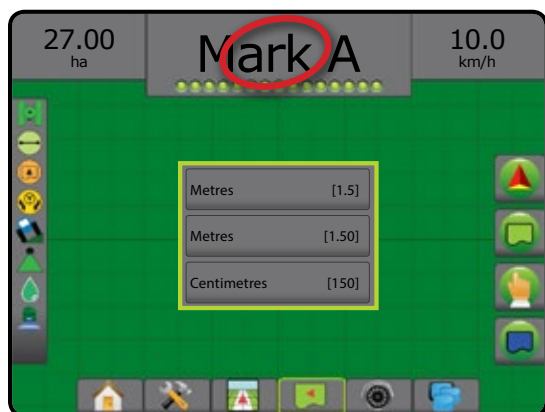 27.00
ha
Mark A
10.0
km/h
Metres [1.5]
Metres [1.50]
Centimetres [150]